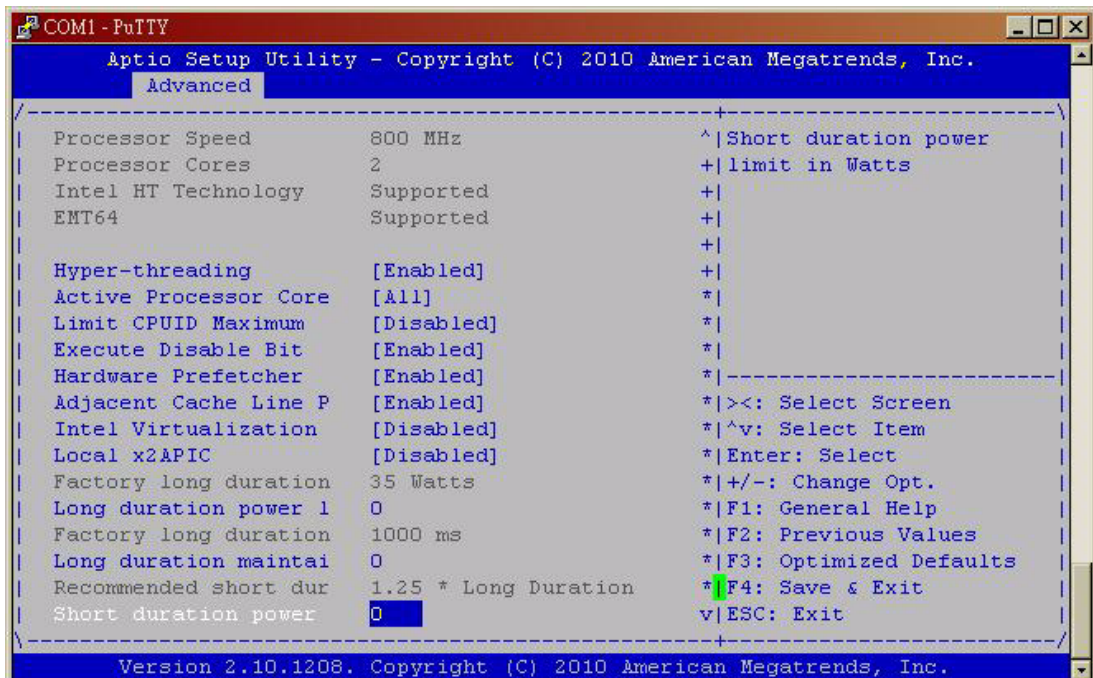 COM1 - PuTTY
Aptio Setup Utility - Copyright (C) 2010 American Megatrends, Inc.
Advanced
/----------------------------------------------------+-------------------------\
| Processor Speed 800 MHz ^|Short duration power |
| Processor Cores 2 +|limit in Watts |
| Intel HT Technology Supported +| |
| EMT64 Supported +| |
| +| |
| Hyper-threading [Enabled] +| |
| Active Processor Core [All] *| |
| Limit CPUID Maximum [Disabled] *| |
| Execute Disable Bit [Enabled] *| |
| Hardware Prefetcher [Enabled] *|-------------------------|
| Adjacent Cache Line P [Enabled] *|><: Select Screen |
| Intel Virtualization [Disabled] *|^v: Select Item |
| Local x2APIC [Disabled] *|Enter: Select |
| Factory long duration 35 Watts *|+/-: Change Opt. |
| Long duration power l 0 *|F1: General Help |
| Factory long duration 1000 ms *|F2: Previous Values |
| Long duration maintai 0 *|F3: Optimized Defaults |
| Recommended short dur 1.25 * Long Duration *|F4: Save & Exit |
| Short duration power 0 v|ESC: Exit |
\----------------------------------------------------+-------------------------/
Version 2.10.1208. Copyright (C) 2010 American Megatrends, Inc.